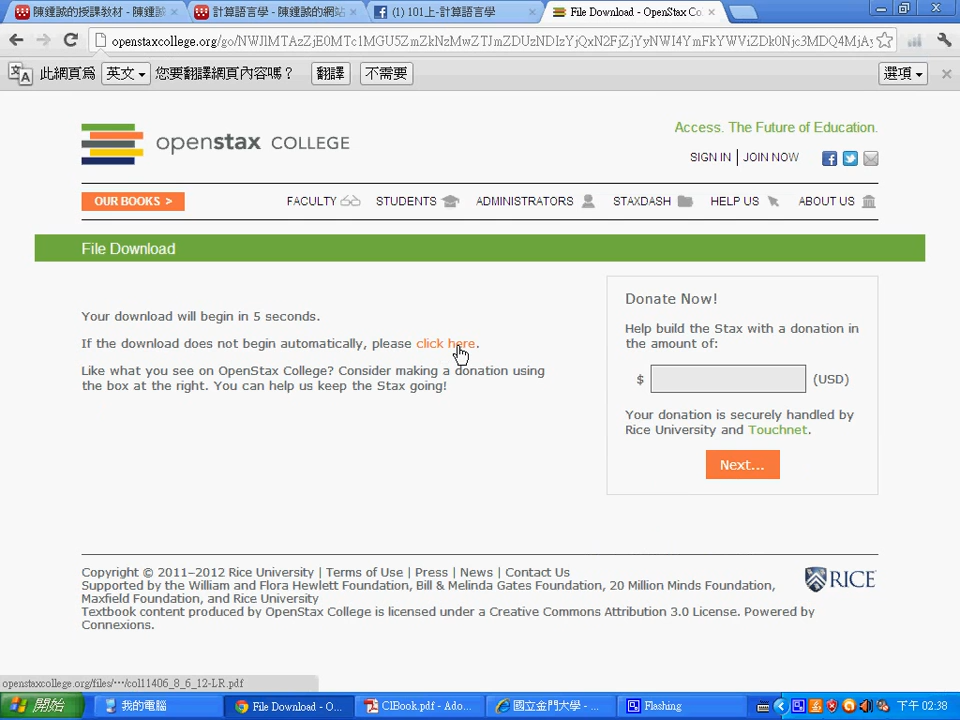 陳鍾誠的授課教材 - 陳鍾誠
計算語言學 - 陳鍾誠的網站
(1) 101上-計算語言學
File Download - OpenStax Co
此網頁為 英文 您要翻譯網頁內容嗎？ 翻譯 不需要 選項
openstax COLLEGE
Access. The Future of Education.
SIGN IN | JOIN NOW
OUR BOOKS >
FACULTY STUDENTS ADMINISTRATORS STAXDASH HELP US ABOUT US
File Download
Your download will begin in 5 seconds.
If the download does not begin automatically, please click here.
Like what you see on OpenStax College? Consider making a donation using
the box at the right. You can help us keep the Stax going!
Donate Now!
Help build the Stax with a donation in
the amount of:
$ (USD)
Your donation is securely handled by
Rice University and Touchnet.
Next...
Copyright © 2011–2012 Rice University | Terms of Use | Press | News | Contact Us
Supported by the William and Flora Hewlett Foundation, Bill & Melinda Gates Foundation, 20 Million Minds Foundation,
Maxfield Foundation, and Rice University
Textbook content produced by OpenStax College is licensed under a Creative Commons Attribution 3.0 License. Powered by
Connexions.
RICE
openstaxcollege.org/files/…/col11406_8_6_12-LR.pdf
開始
我的電腦
File Download - O...
CIBook.pdf - Ado...
國立金門大學 - ...
Flashing
下午 02:38